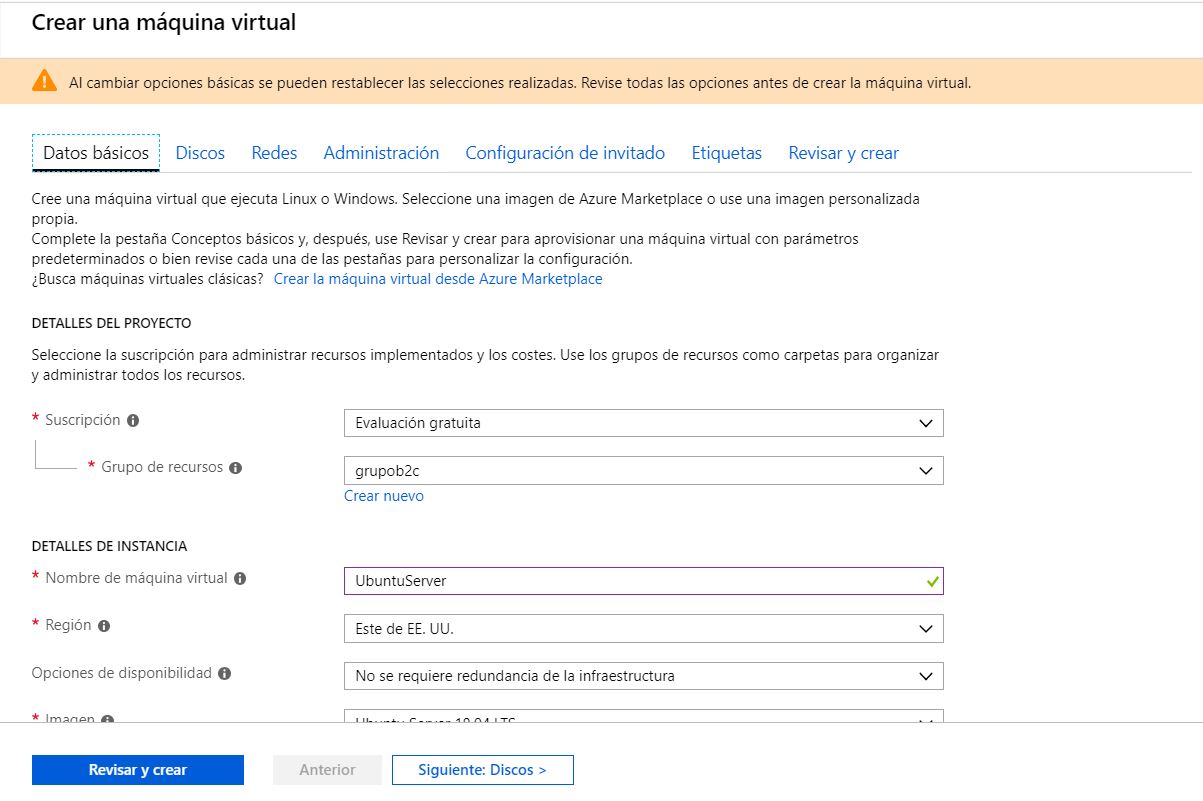 Crear una máquina virtual
Al cambiar opciones básicas se pueden restablecer las selecciones realizadas. Revise todas las opciones antes de crear la máquina virtual.
Datos básicos Discos Redes Administración Configuración de invitado Etiquetas Revisar y crear
Cree una máquina virtual que ejecuta Linux o Windows. Seleccione una imagen de Azure Marketplace o use una imagen personalizada
propia.
Complete la pestaña Conceptos básicos y, después, use Revisar y crear para aprovisionar una máquina virtual con parámetros
predeterminados o bien revise cada una de las pestañas para personalizar la configuración.
¿Busca máquinas virtuales clásicas? Crear la máquina virtual desde Azure Marketplace
DETALLES DEL PROYECTO
Seleccione la suscripción para administrar recursos implementados y los costes. Use los grupos de recursos como carpetas para organizar
y administrar todos los recursos.
* Suscripción Evaluación gratuita
* Grupo de recursos grupob2c
Crear nuevo
DETALLES DE INSTANCIA
* Nombre de máquina virtual UbuntuServer
* Región Este de EE. UU.
Opciones de disponibilidad No se requiere redundancia de la infraestructura
* Imagen Ubuntu Server 18.04 LTS
Revisar y crear Anterior Siguiente: Discos >